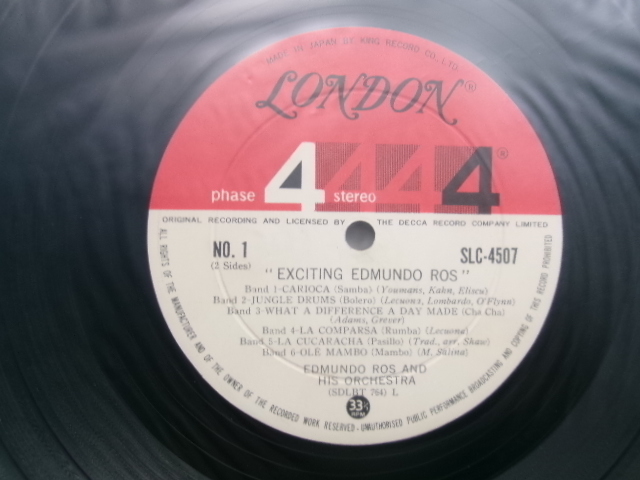 MADE IN JAPAN BY KING RECORD CO., LTD
LONDON®
phase 4 stereo 4 4 4®
ORIGINAL RECORDING AND LICENSED BY THE DECCA RECORD COMPANY LIMITED
NO. 1
(2 Sides)
SLC-4507
"EXCITING EDMUNDO ROS"
Band 1-CARIOCA (Samba) (Youmans, Kahn, Eliscu)
Band 2-JUNGLE DRUMS (Bolero) (Lecuona, Lombardo, O'Flynn)
Band 3-WHAT A DIFFERENCE A DAY MADE (Cha Cha)
(Adams, Grever)
Band 4-LA COMPARSA (Rumba) (Lecuona)
Band 5-LA CUCARACHA (Pasillo) (Trad., arr. Shaw)
Band 6-OLÉ MAMBO (Mambo) (M. Salina)
EDMUNDO ROS AND
HIS ORCHESTRA
(SDLBT 764) L
33⅓
RPM
ALL RIGHTS OF THE MANUFACTURER AND OF THE OWNER OF THE RECORDED WORK RESERVED-UNAUTHORISED PUBLIC PERFORMANCE BROADCASTING AND COPYING OF THIS RECORD PROHIBITED